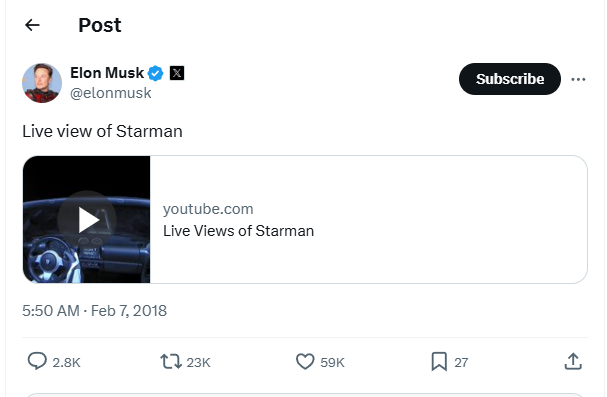 Post
Elon Musk
Subscribe
@elonmusk
Live view of Starman
youtube.com
Live Views of Starman
5:50 AM · Feb 7, 2018
2.8K 23K 59K 27